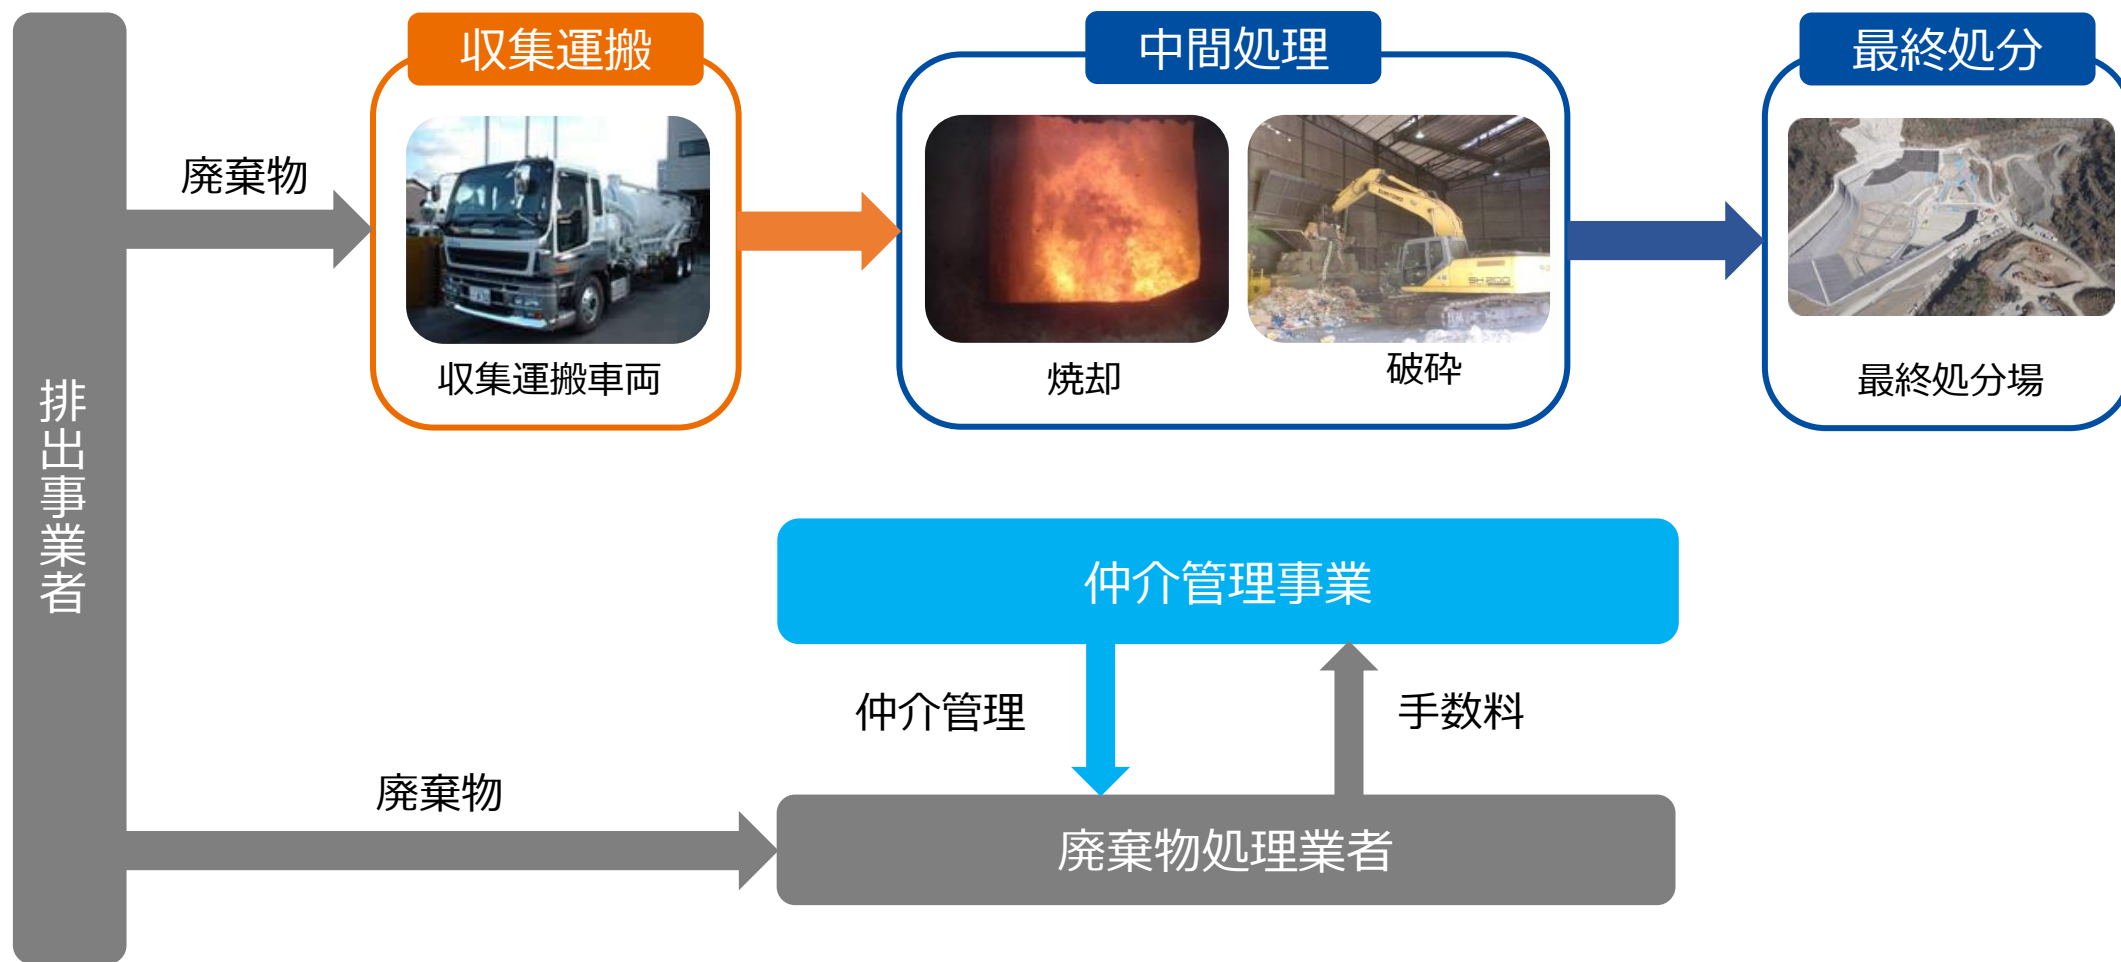 収集運搬
中間処理
最終処分
廃棄物
収集運搬車両
焼却
破砕
最終処分場
排出事業者
仲介管理事業
仲介管理
手数料
廃棄物
廃棄物処理業者